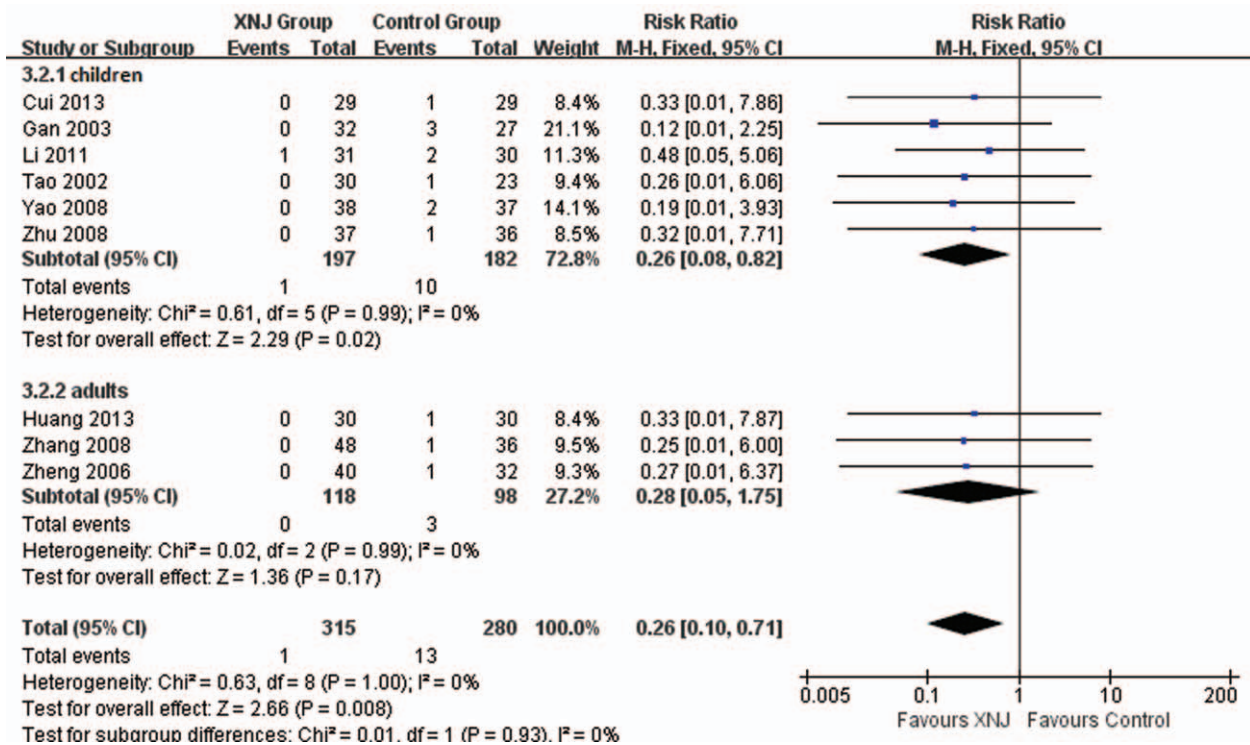 XNJ Group Control Group Risk Ratio Risk Ratio
Study or Subgroup Events Total Events Total Weight M-H, Fixed, 95% CI M-H, Fixed, 95% CI
3.2.1 children
Cui 2013 0 29 1 29 8.4% 0.33 [0.01, 7.86]
Gan 2003 0 32 3 27 21.1% 0.12 [0.01, 2.25]
Li 2011 1 31 2 30 11.3% 0.48 [0.05, 5.06]
Tao 2002 0 30 1 23 9.4% 0.26 [0.01, 6.06]
Yao 2008 0 38 2 37 14.1% 0.19 [0.01, 3.93]
Zhu 2008 0 37 1 36 8.5% 0.32 [0.01, 7.71]
Subtotal (95% CI) 197 182 72.8% 0.26 [0.08, 0.82]
Total events 1 10
Heterogeneity: Chi² = 0.61, df = 5 (P = 0.99); I² = 0%
Test for overall effect: Z = 2.29 (P = 0.02)
3.2.2 adults
Huang 2013 0 30 1 30 8.4% 0.33 [0.01, 7.87]
Zhang 2008 0 48 1 36 9.5% 0.25 [0.01, 6.00]
Zheng 2006 0 40 1 32 9.3% 0.27 [0.01, 6.37]
Subtotal (95% CI) 118 98 27.2% 0.28 [0.05, 1.75]
Total events 0 3
Heterogeneity: Chi² = 0.02, df = 2 (P = 0.99); I² = 0%
Test for overall effect: Z = 1.36 (P = 0.17)
Total (95% CI) 315 280 100.0% 0.26 [0.10, 0.71]
Total events 1 13
Heterogeneity: Chi² = 0.63, df = 8 (P = 1.00); I² = 0%
Test for overall effect: Z = 2.66 (P = 0.008)
Test for subgroup differences: Chi² = 0.01, df = 1 (P = 0.93), I² = 0%
0.005 0.1 1 10 200
Favours XNJ Favours Control